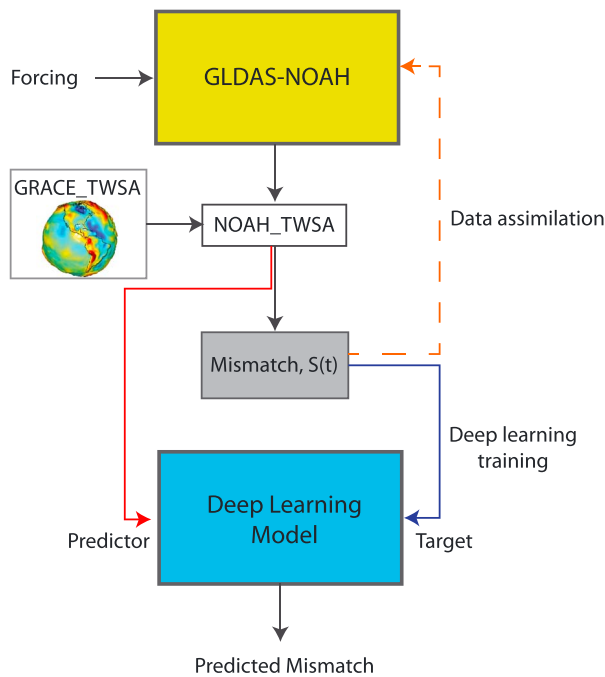 Forcing
GLDAS-NOAH
GRACE_TWSA
NOAH_TWSA
Data assimilation
Mismatch, S(t)
Deep learning
training
Deep Learning
Model
Predictor
Target
Predicted Mismatch